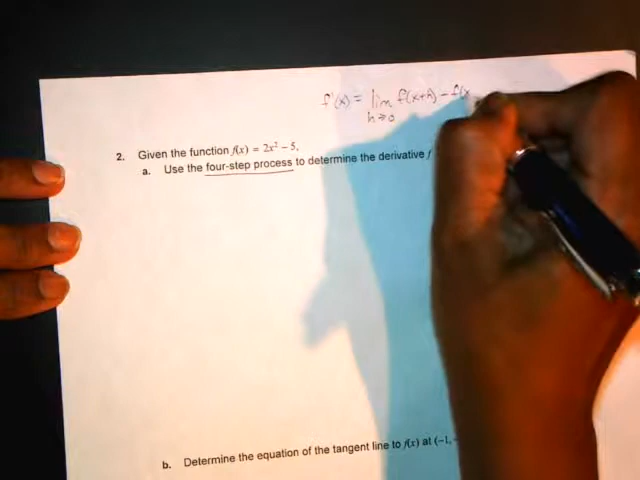 f'(x) = lim f(x+h) - f(x
h→0
2. Given the function f(x) = 2x² – 5,
a. Use the four-step process to determine the derivative f
b. Determine the equation of the tangent line to f(x) at (–1, -